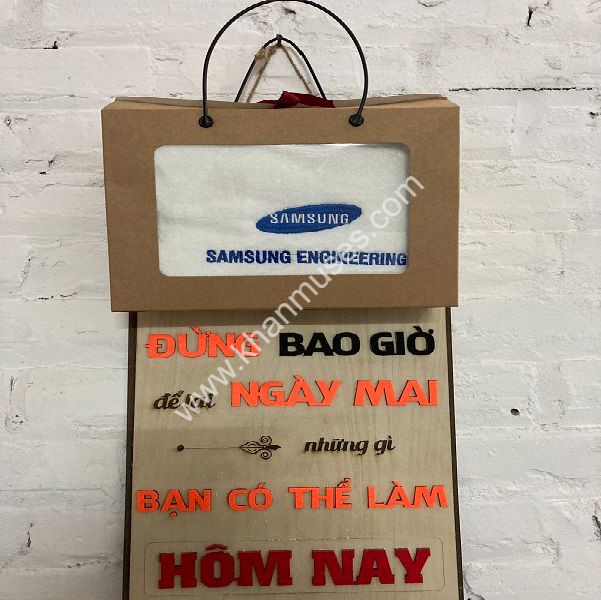 SAMSUNG
SAMSUNG ENGINEERING
www.khanmuses.com
ĐỪNG BAO GIỜ
để lại NGÀY MAI
những gì
BẠN CÓ THỂ LÀM
HÔM NAY